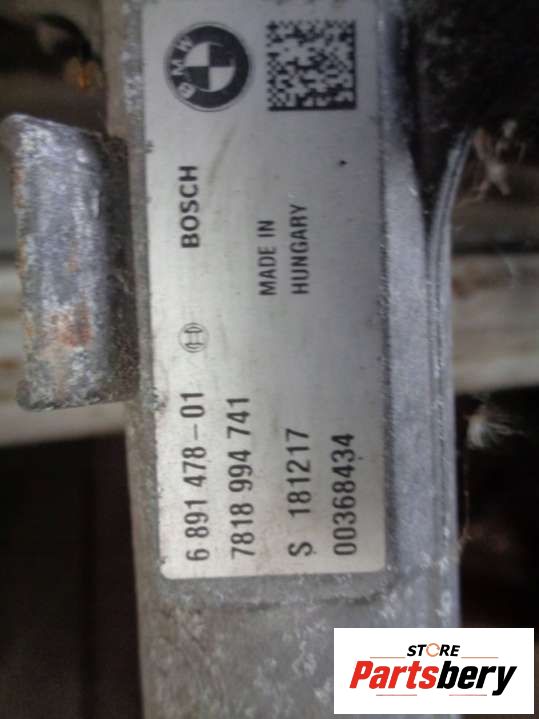 BMW
BOSCH
MADE IN
HUNGARY
6 891 478-01
7818 994 741
S 181217
00368434
STORE
Partsbery